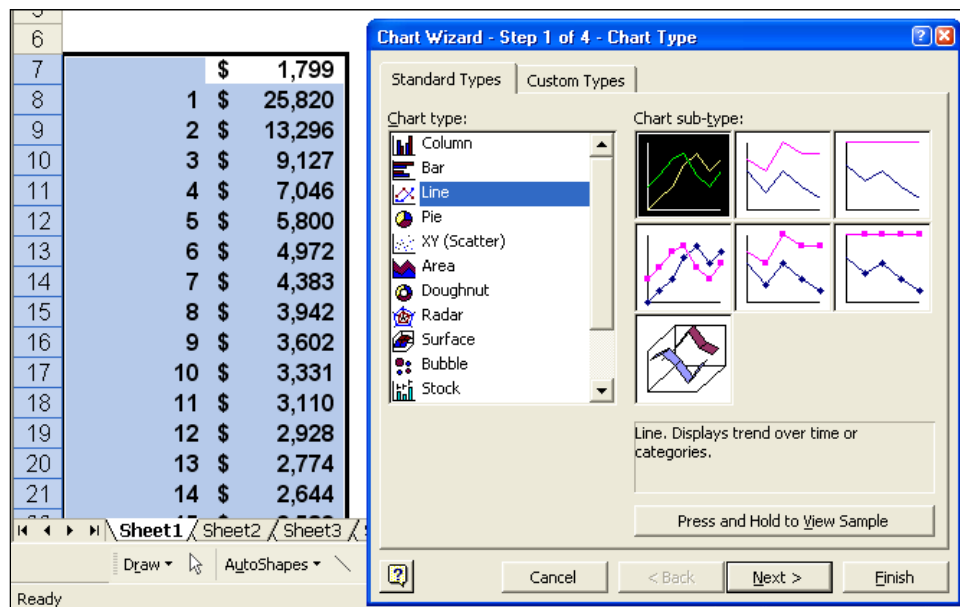 6
7 $ 1,799
8 1 $ 25,820
9 2 $ 13,296
10 3 $ 9,127
11 4 $ 7,046
12 5 $ 5,800
13 6 $ 4,972
14 7 $ 4,383
15 8 $ 3,942
16 9 $ 3,602
17 10 $ 3,331
18 11 $ 3,110
19 12 $ 2,928
20 13 $ 2,774
21 14 $ 2,644
Sheet1 Sheet2 Sheet3
Draw AutoShapes
Ready
Chart Wizard - Step 1 of 4 - Chart Type
Standard Types Custom Types
Chart type:
Column
Bar
Line
Pie
XY (Scatter)
Area
Doughnut
Radar
Surface
Bubble
Stock
Chart sub-type:
Line. Displays trend over time or
categories.
Press and Hold to View Sample
Cancel < Back Next > Finish